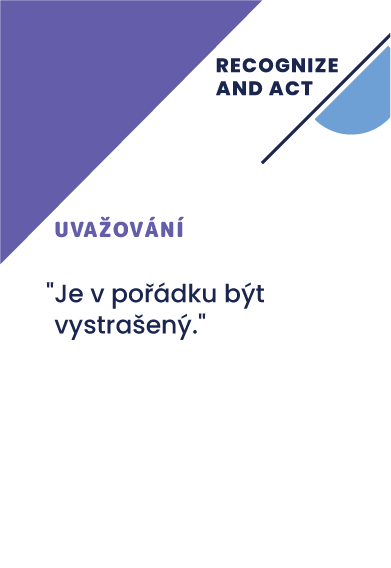 RECOGNIZE
AND ACT
UVAŽOVÁNÍ
"Je v pořádku být
vystrašený."